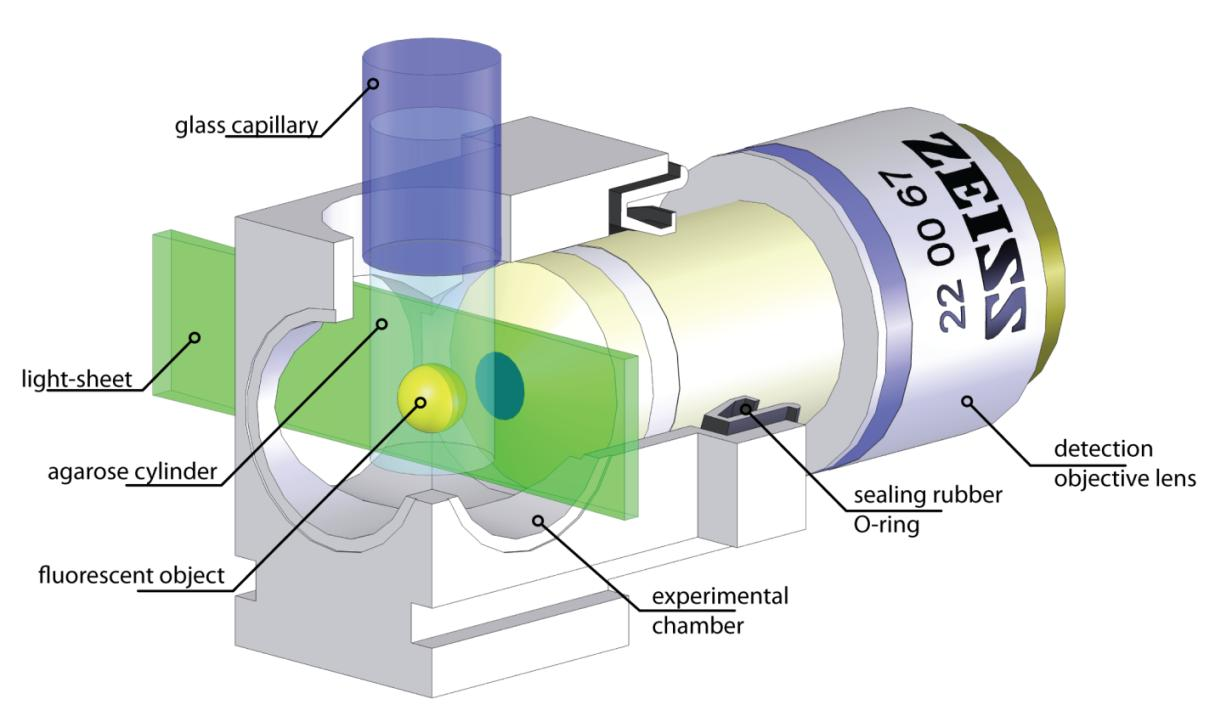 glass capillary
ZEISS
22 00 67
light-sheet
agarose cylinder
detection
objective lens
sealing rubber
O-ring
fluorescent object
experimental
chamber